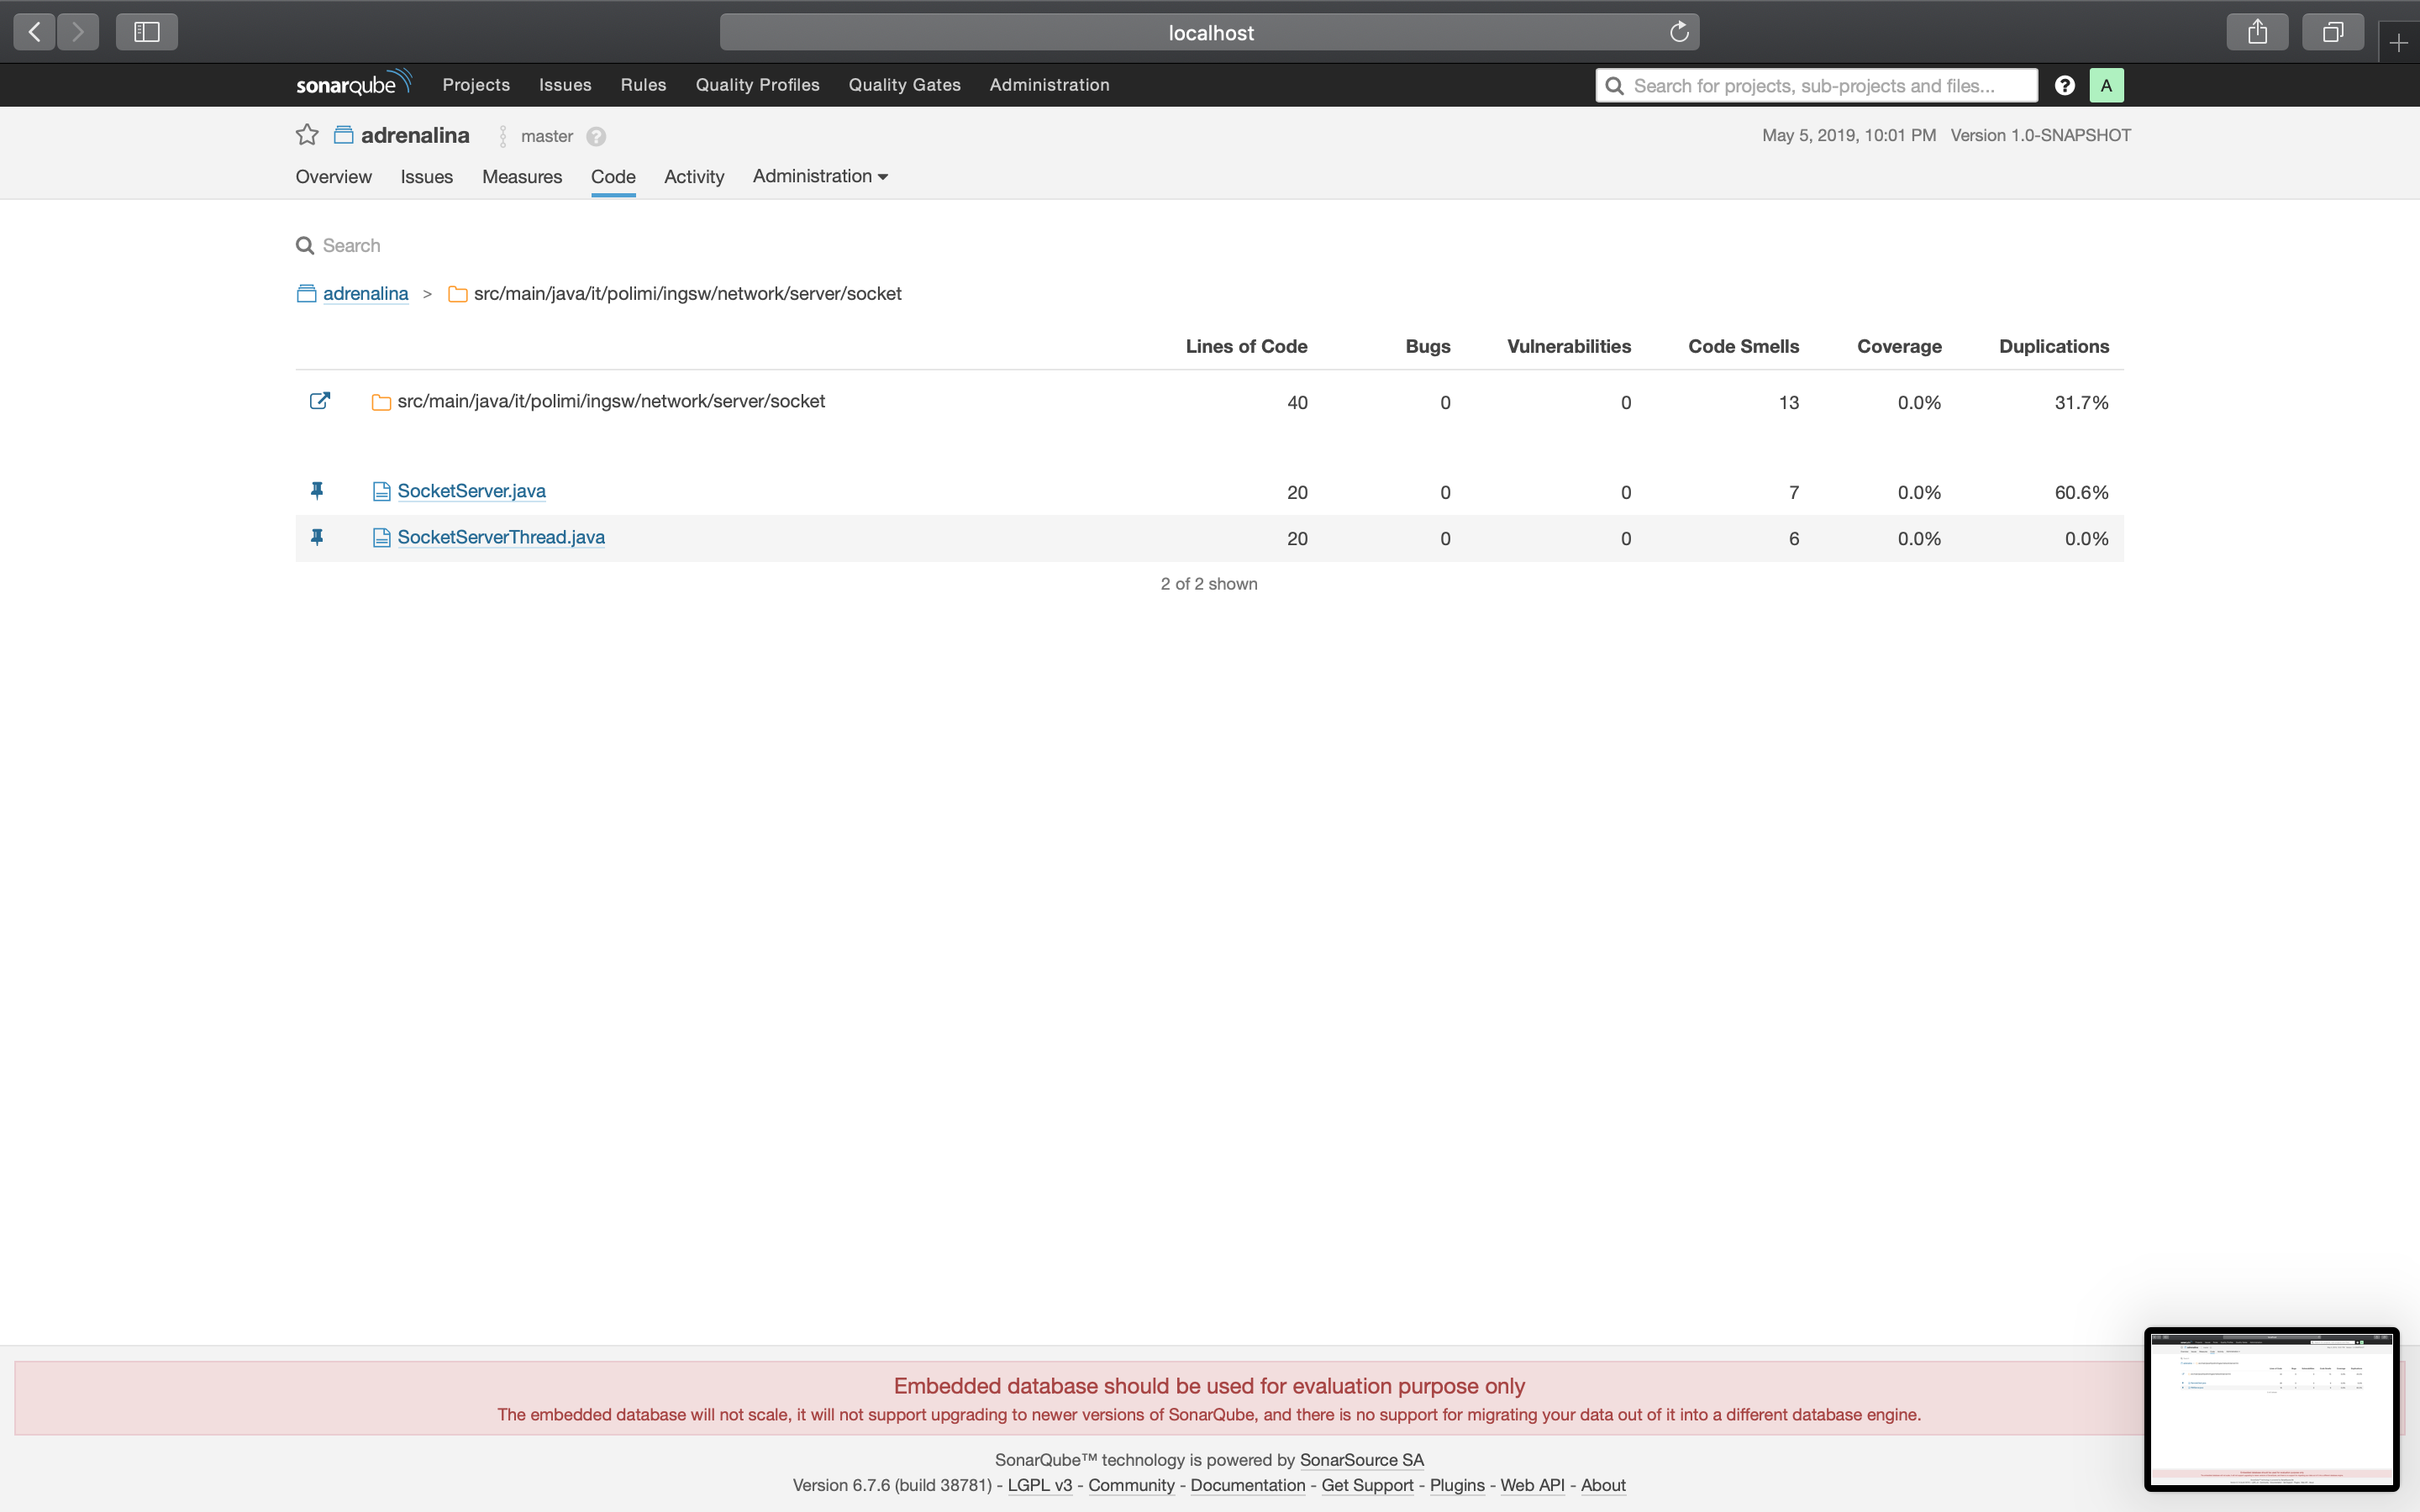 localhost
sonarqube Projects Issues Rules Quality Profiles Quality Gates Administration Search for projects, sub-projects and files... ? A
adrenalina master ? May 5, 2019, 10:01 PM Version 1.0-SNAPSHOT
Overview Issues Measures Code Activity Administration
Search
adrenalina > src/main/java/it/polimi/ingsw/network/server/socket
Lines of Code Bugs Vulnerabilities Code Smells Coverage Duplications
src/main/java/it/polimi/ingsw/network/server/socket 40 0 0 13 0.0% 31.7%
SocketServer.java 20 0 0 7 0.0% 60.6%
SocketServerThread.java 20 0 0 6 0.0% 0.0%
2 of 2 shown
Embedded database should be used for evaluation purpose only
The embedded database will not scale, it will not support upgrading to newer versions of SonarQube, and there is no support for migrating your data out of it into a different database engine.
SonarQube™ technology is powered by SonarSource SA
Version 6.7.6 (build 38781) - LGPL v3 - Community - Documentation - Get Support - Plugins - Web API - About